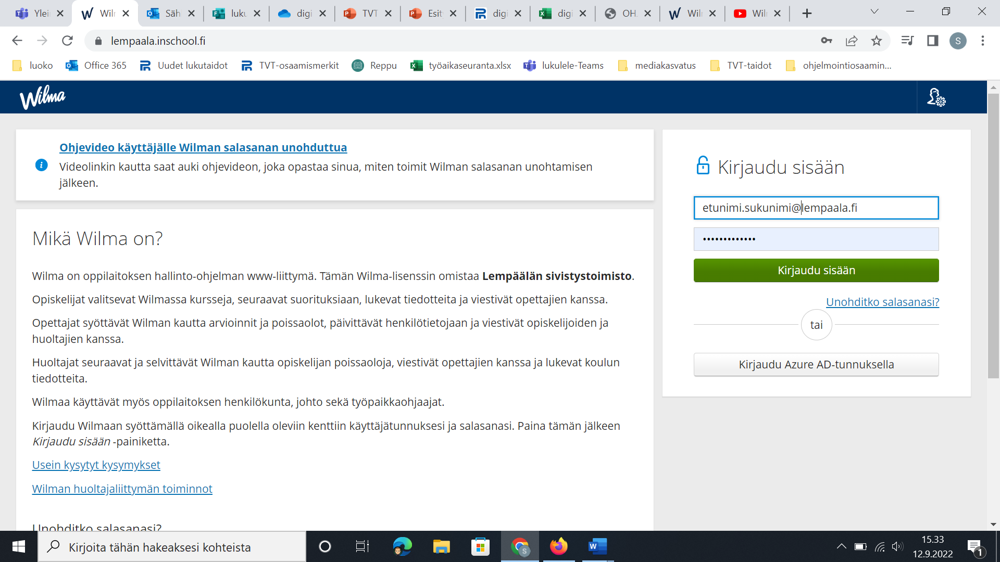 Ylei
Wilr
Säh
luku
digi
TVT
Esit
digi
digi
OH.
Wilr
Wilr
lempaala.inschool.fi
S
luoko
Office 365
Uudet lukutaidot
TVT-osaamismerkit
Reppu
työaikaseuranta.xlsx
lukulele-Teams
mediakasvatus
TVT-taidot
ohjelmointiosaamin...
Wilma
Ohjevideo käyttäjälle Wilman salasanan unohduttua
Videolinkin kautta saat auki ohjevideon, joka opastaa sinua, miten toimit Wilman salasanan unohtamisen
jälkeen.
Mikä Wilma on?
Wilma on oppilaitoksen hallinto-ohjelman www-liittymä. Tämän Wilma-lisenssin omistaa Lempäälän sivistystoimisto.
Opiskelijat valitsevat Wilmassa kursseja, seuraavat suorituksiaan, lukevat tiedotteita ja viestivät opettajien kanssa.
Opettajat syöttävät Wilman kautta arvioinnit ja poissaolot, päivittävät henkilötietojaan ja viestivät opiskelijoiden ja
huoltajien kanssa.
Huoltajat seuraavat ja selvittävät Wilman kautta opiskelijan poissaoloja, viestivät opettajien kanssa ja lukevat koulun
tiedotteita.
Wilmaa käyttävät myös oppilaitoksen henkilökunta, johto sekä työpaikkaohjaajat.
Kirjaudu Wilmaan syöttämällä oikealla puolella oleviin kenttiin käyttäjätunnuksesi ja salasanasi. Paina tämän jälkeen
Kirjaudu sisään -painiketta.
Usein kysytyt kysymykset
Wilman huoltajaliittymän toiminnot
Unohditko salasanasi?
Kirjaudu sisään
etunimi.sukunimi@lempaala.fi
•••••••••••••
Kirjaudu sisään
Unohditko salasanasi?
tai
Kirjaudu Azure AD-tunnuksella
Kirjoita tähän hakeaksesi kohteista
15.33
12.9.2022
1